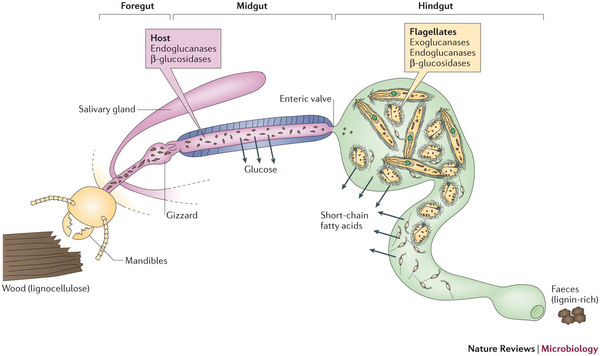 Foregut
Midgut
Hindgut
Host
Endoglucanases
β-glucosidases
Flagellates
Exoglucanases
Endoglucanases
β-glucosidases
Salivary gland
Enteric valve
Glucose
Gizzard
Short-chain
fatty acids
Mandibles
Wood (lignocellulose)
Faeces
(lignin-rich)
Nature Reviews | Microbiology